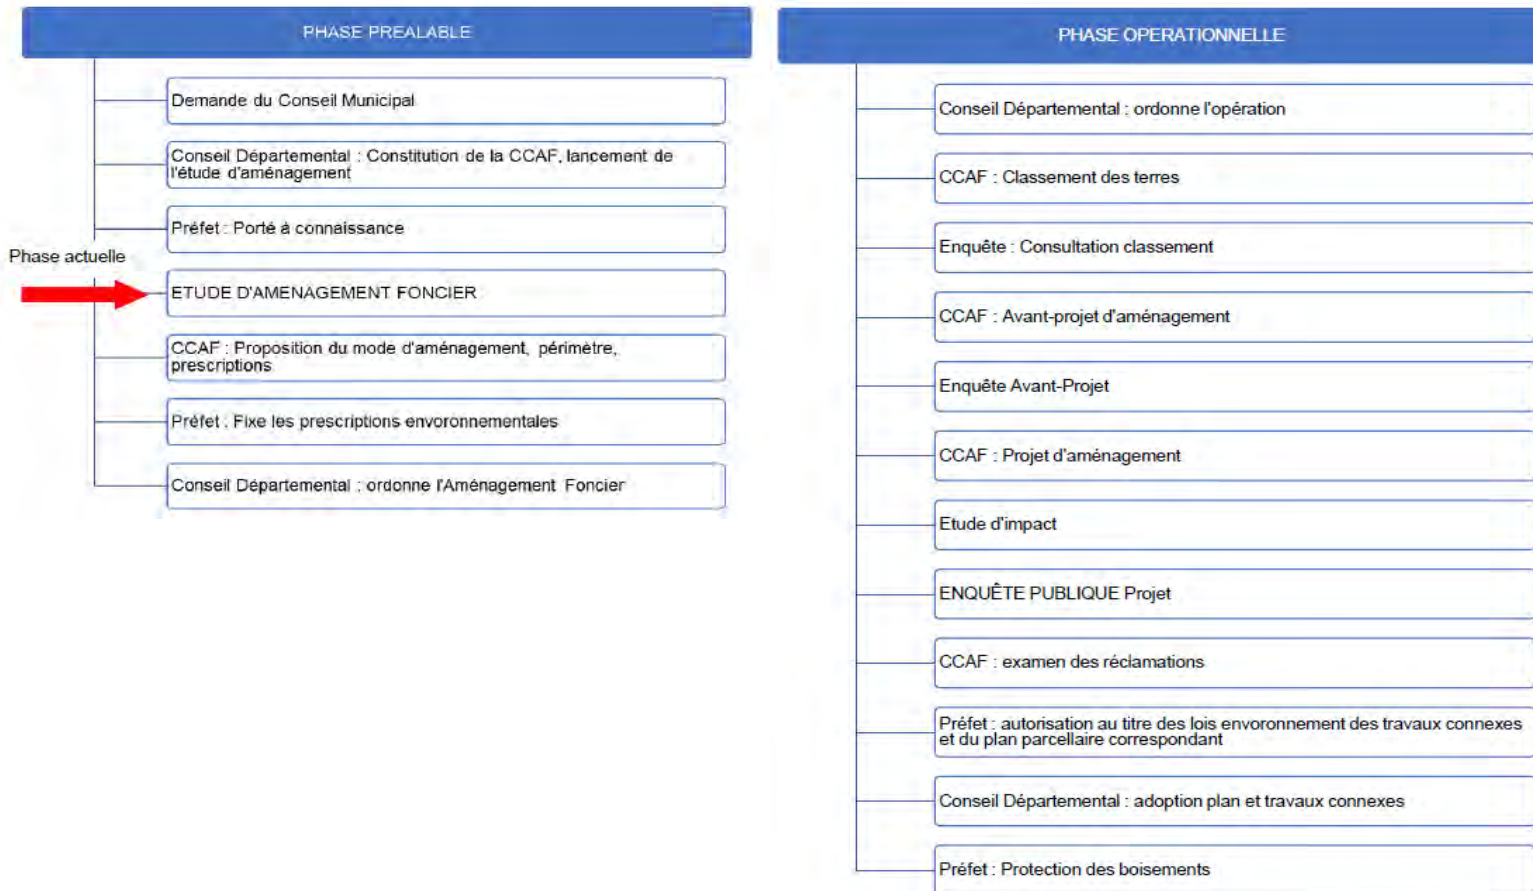 PHASE PREALABLE
Demande du Conseil Municipal
Conseil Départemental : Constitution de la CCAF, lancement de
l'étude d'aménagement
Préfet : Porté à connaissance
Phase actuelle
ETUDE D'AMENAGEMENT FONCIER
CCAF : Proposition du mode d'aménagement, périmètre,
prescriptions
Préfet : Fixe les prescriptions envoronnementales
Conseil Départemental : ordonne l'Aménagement Foncier
PHASE OPERATIONNELLE
Conseil Départemental : ordonne l'opération
CCAF : Classement des terres
Enquête : Consultation classement
CCAF : Avant-projet d'aménagement
Enquête Avant-Projet
CCAF : Projet d'aménagement
Etude d'impact
ENQUÊTE PUBLIQUE Projet
CCAF : examen des réclamations
Préfet : autorisation au titre des lois envoronnement des travaux connexes
et du plan parcellaire correspondant
Conseil Départemental : adoption plan et travaux connexes
Préfet : Protection des boisements